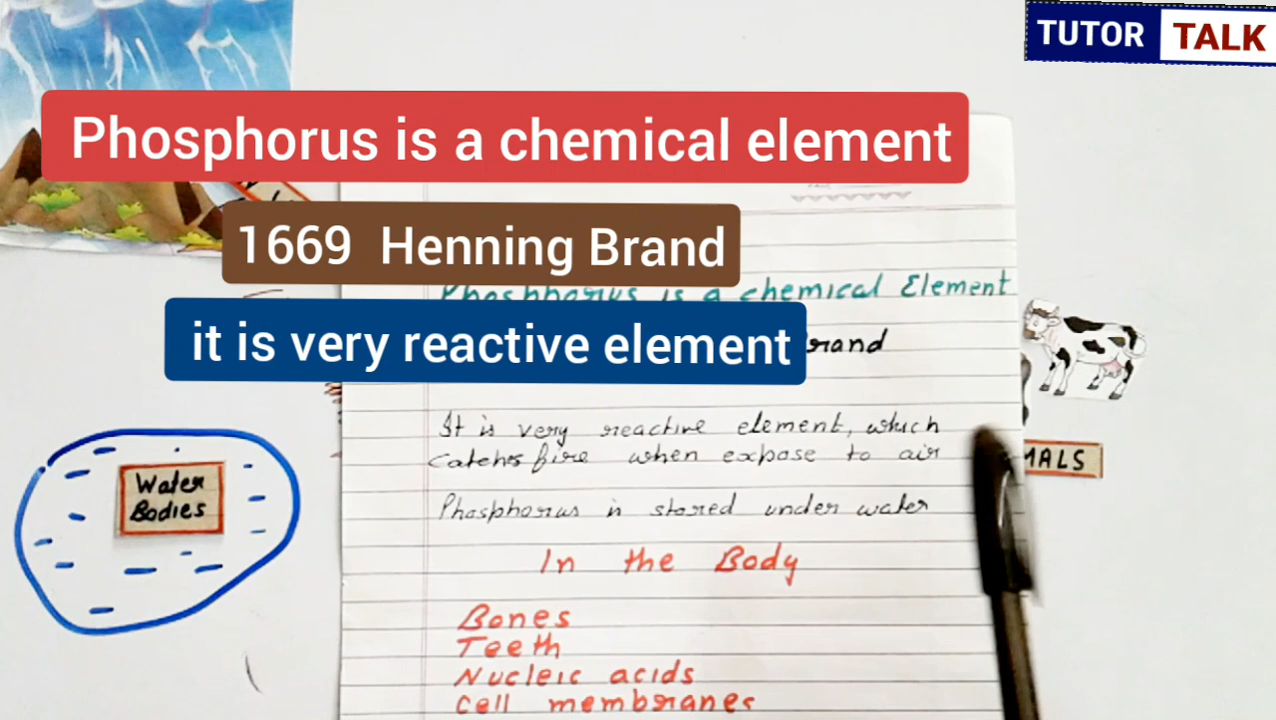 TUTOR TALK
Phosphorus is a chemical element
1669 Henning Brand
it is very reactive element
Phosphorus is a chemical Element
Brand
It is very reactive element, which
catches fire when expose to air
Phosphorus is stored under water
In the Body
Bones
Teeth
Nucleic acids
Cell membranes
Water
Bodies
MALS